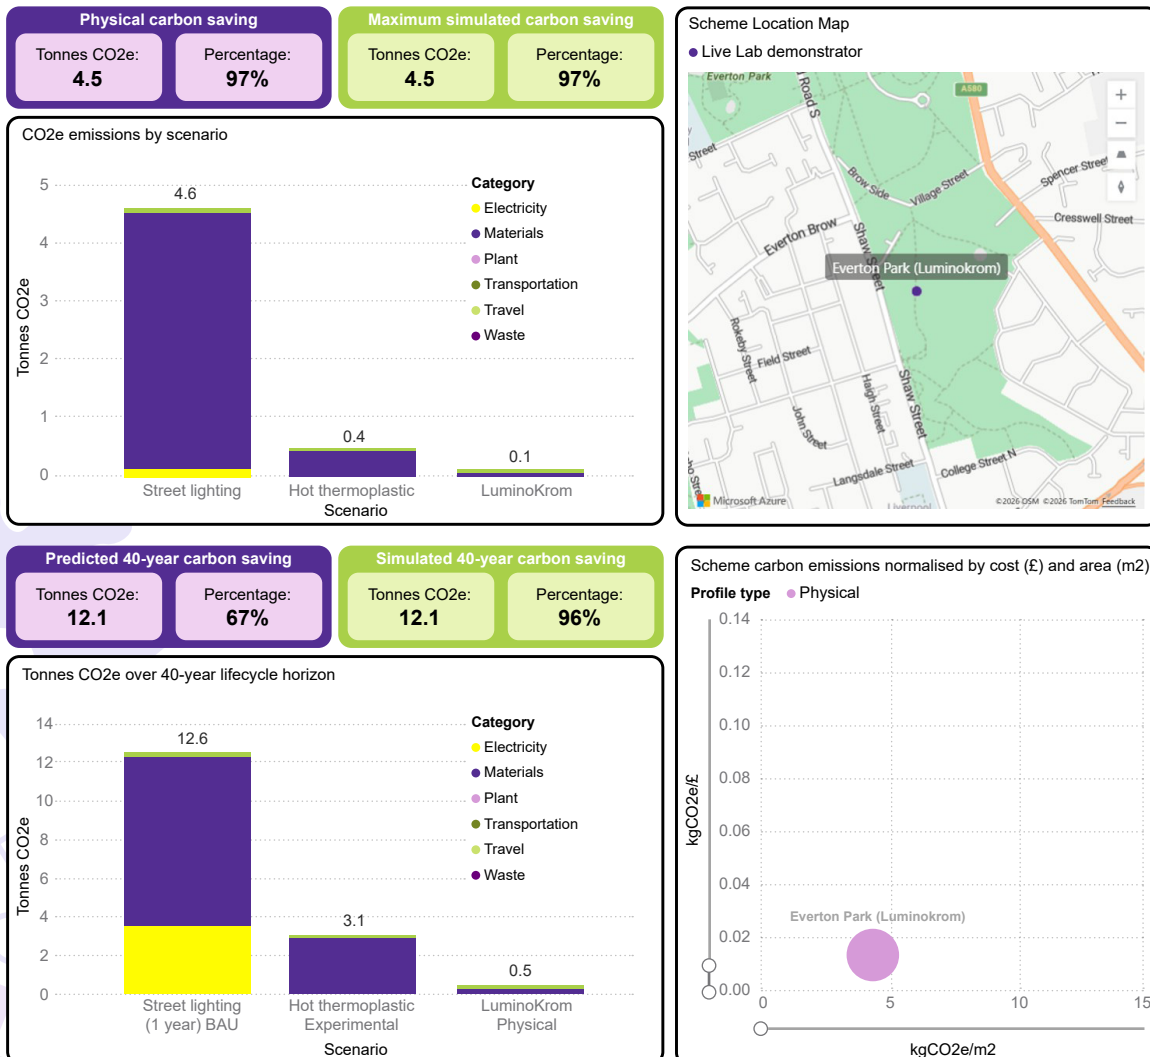 Physical carbon saving
Tonnes CO2e:
4.5
Percentage:
97%
Maximum simulated carbon saving
Tonnes CO2e:
4.5
Percentage:
97%
CO2e emissions by scenario
Tonnes CO2e
5
4
3
2
1
0
4.6
0.4
0.1
Street lighting
Hot thermoplastic
LuminoKrom
Scenario
Category
Electricity
Materials
Plant
Transportation
Travel
Waste
Scheme Location Map
Live Lab demonstrator
Everton Park
Road S
A580
Street
Brow Side
Village Street
Spencer Street
Cresswell Street
Everton Brow
Shaw Street
Everton Park (Luminokrom)
Rokeby Street
Field Street
John Street
Haigh Street
Shaw Street
Langsdale Street
College Street N
Liverpool
Microsoft Azure
©2026 DSM ©2026 TomTom Feedback
Predicted 40-year carbon saving
Tonnes CO2e:
12.1
Percentage:
67%
Simulated 40-year carbon saving
Tonnes CO2e:
12.1
Percentage:
96%
Tonnes CO2e over 40-year lifecycle horizon
Tonnes CO2e
14
12
10
8
6
4
2
0
12.6
3.1
0.5
Street lighting
(1 year) BAU
Hot thermoplastic
Experimental
LuminoKrom
Physical
Scenario
Category
Electricity
Materials
Plant
Transportation
Travel
Waste
Scheme carbon emissions normalised by cost (£) and area (m2)
Profile type
Physical
kgCO2e/£
0.14
0.12
0.10
0.08
0.06
0.04
0.02
0.00
Everton Park (Luminokrom)
0
5
10
15
kgCO2e/m2